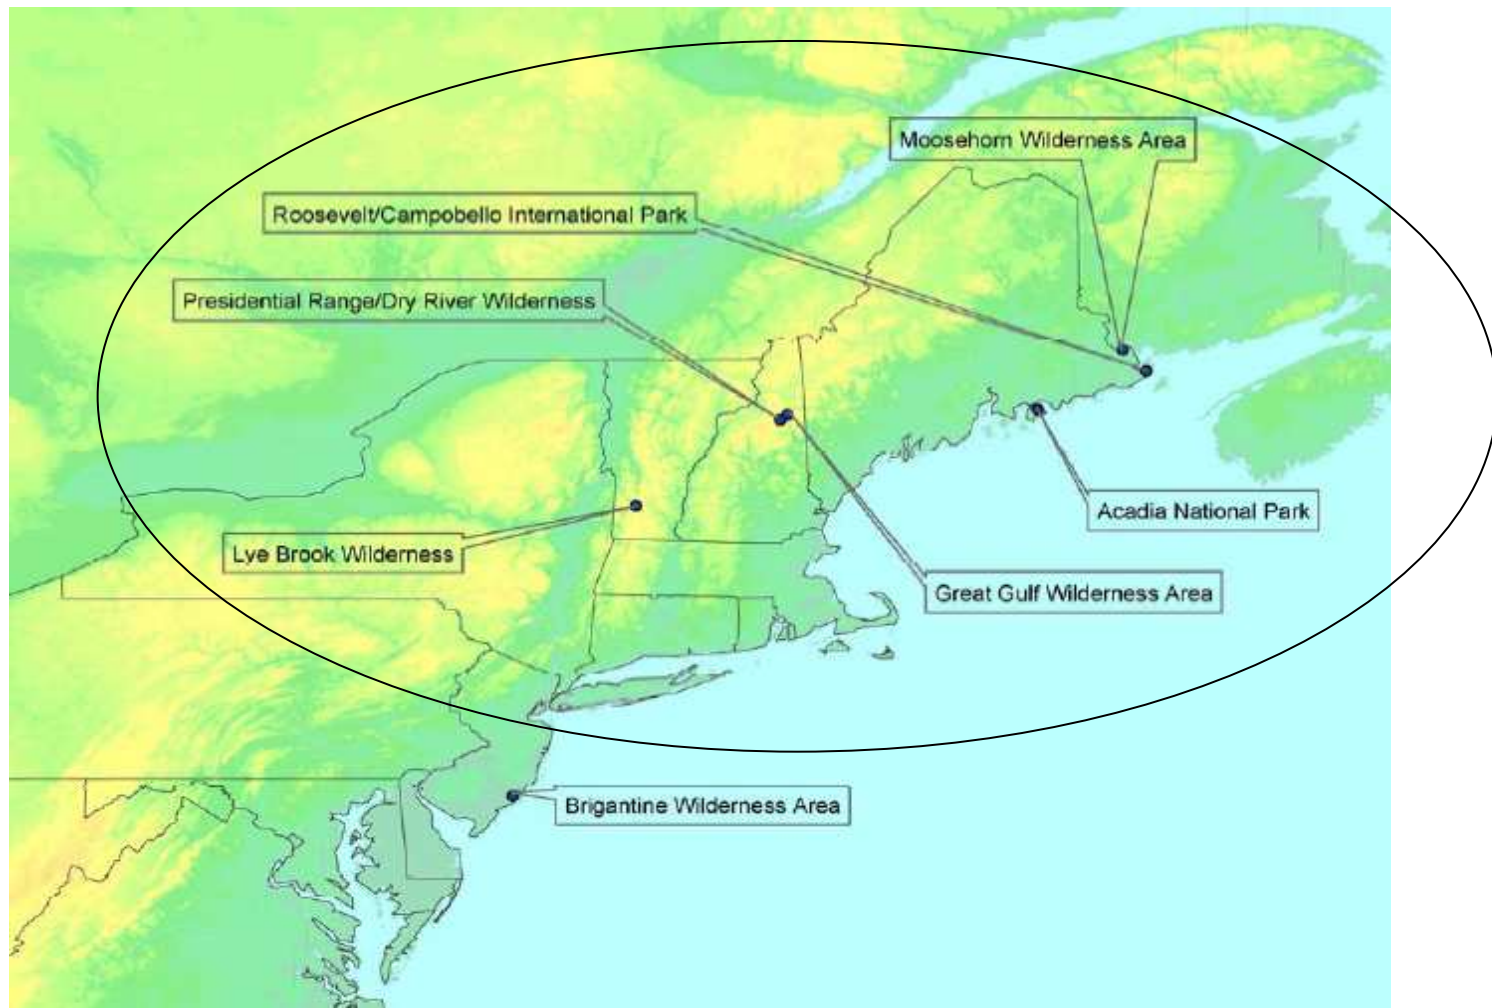 Moosehorn Wilderness Area
Roosevelt/Campobello International Park
Presidential Range/Dry River Wilderness
Acadia National Park
Lye Brook Wilderness
Great Gulf Wilderness Area
Brigantine Wilderness Area